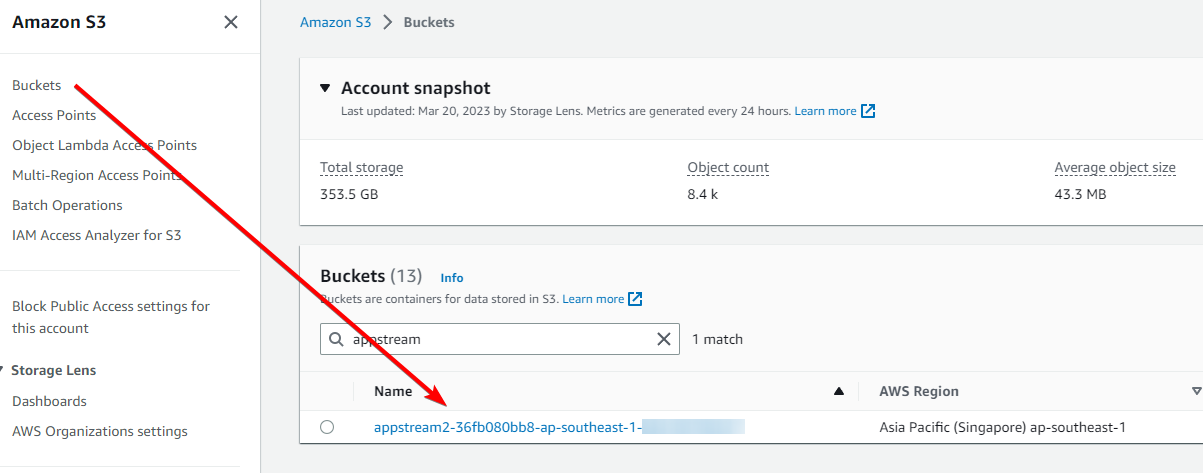 Amazon S3
Buckets
Access Points
Object Lambda Access Points
Multi-Region Access Points
Batch Operations
IAM Access Analyzer for S3
Block Public Access settings for
this account
Storage Lens
Dashboards
AWS Organizations settings
Amazon S3 > Buckets
Account snapshot
Last updated: Mar 20, 2023 by Storage Lens. Metrics are generated every 24 hours. Learn more
Total storage Object count Average object size
353.5 GB 8.4 k 43.3 MB
Buckets (13) Info
Buckets are containers for data stored in S3. Learn more
appstream 1 match
Name AWS Region
appstream2-36fb080bb8-ap-southeast-1- Asia Pacific (Singapore) ap-southeast-1